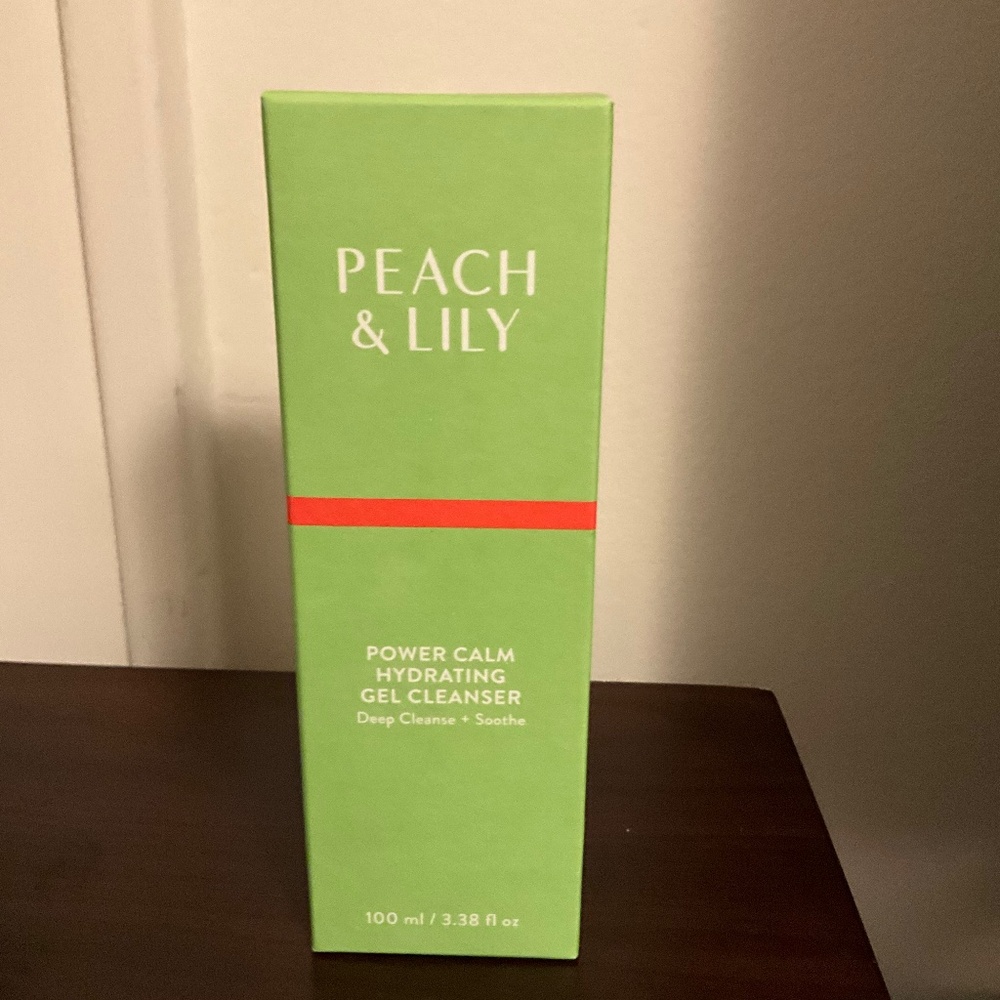 PEACH
& LILY
POWER CALM
HYDRATING
GEL CLEANSER
Deep Cleanse + Soothe
100 ml / 3.38 fl oz